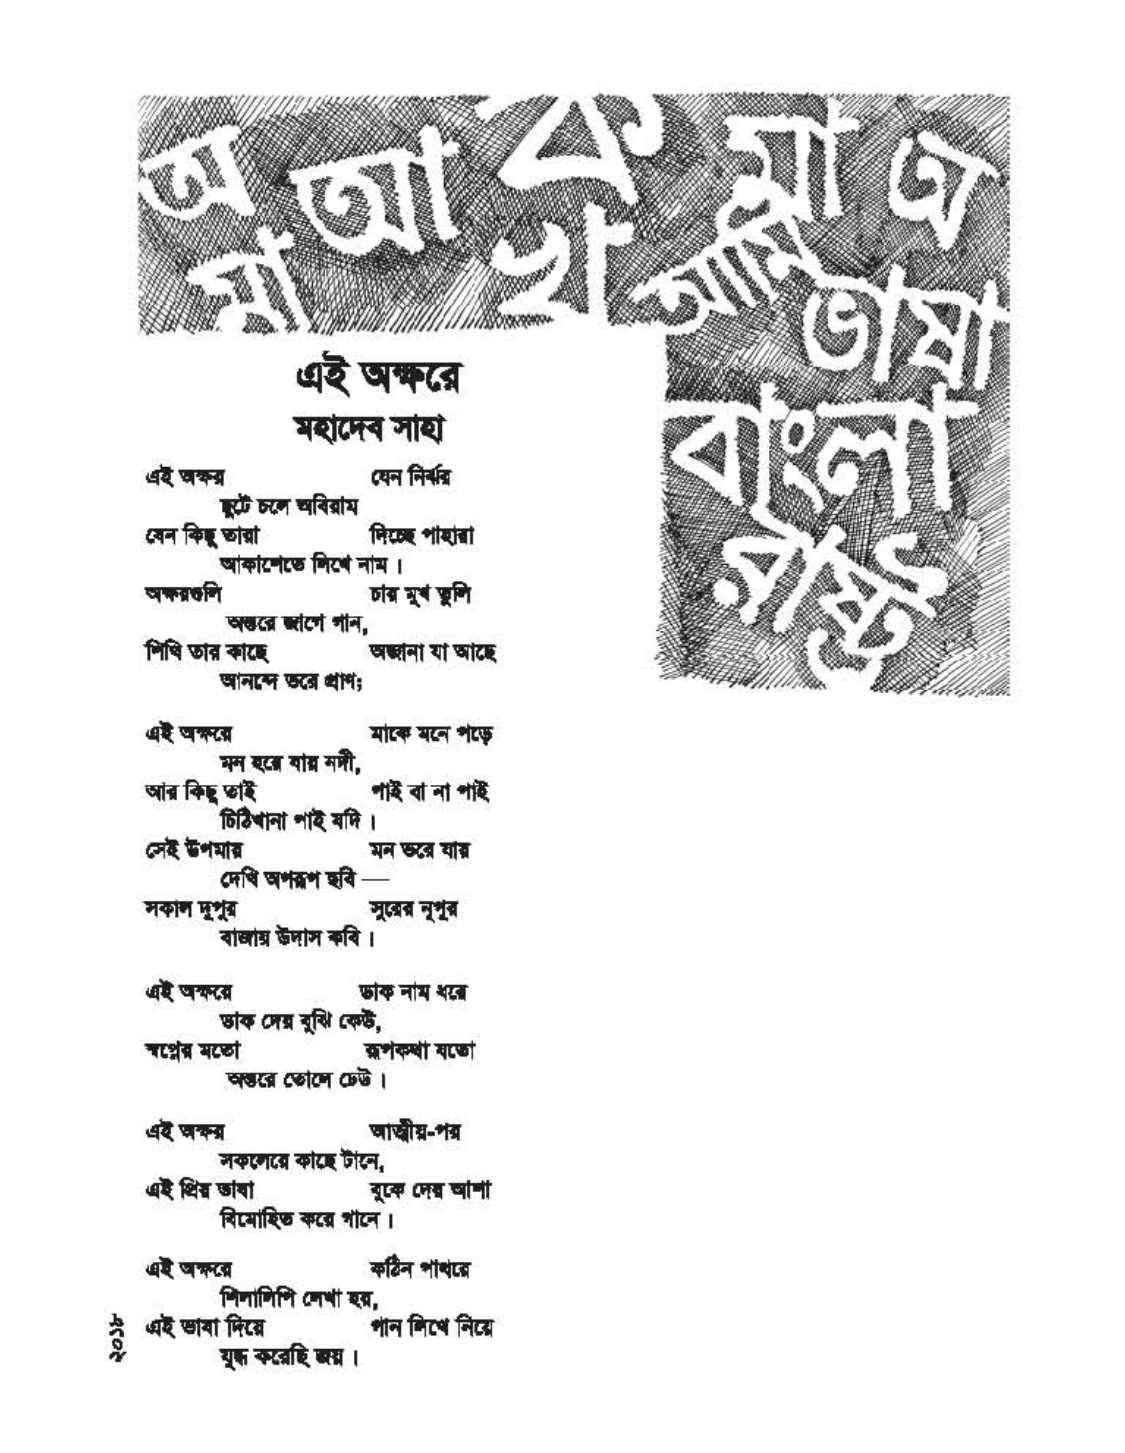 অ আ ক মা অ
মা খা আমি ভাষা
বাংলা
রাষ্ট্র
এই অক্ষরে
মহাদেব সাহা
এই অক্ষর যেন নির্ঝর
ছুটে চলে অবিরাম
যেন কিছু তারা দিচ্ছে পাহারা
আকাশেতে লিখে নাম ।
অক্ষরগুলি চায় মুখ তুলি
অন্তরে জাগে গান,
শিখি তার কাছে অজানা যা আছে
আনন্দে ভরে প্রাণ;
এই অক্ষরে মাকে মনে পড়ে
মন হয়ে যায় নদী,
আর কিছু তাই পাই বা না পাই
চিঠিখানা পাই যদি ।
সেই উপমায় মন ভরে যায়
দেখি অপরূপ ছবি —
সকাল দুপুর সুরের নূপুর
বাজায় উদাস কবি ।
এই অক্ষরে ডাক নাম ধরে
ডাক দেয় বুঝি কেউ,
স্বপ্নের মতো রূপকথা যতো
অন্তরে তোলে ঢেউ ।
এই অক্ষর আত্মীয়-পর
সকলেরে কাছে টানে,
এই প্রিয় ভাষা বুকে দেয় আশা
বিমোহিত করে গানে ।
এই অক্ষরে কঠিন পাথরে
শিলালিপি লেখা হয়,
এই ভাষা দিয়ে গান লিখে নিয়ে
যুদ্ধ করেছি জয় ।
২০১৮